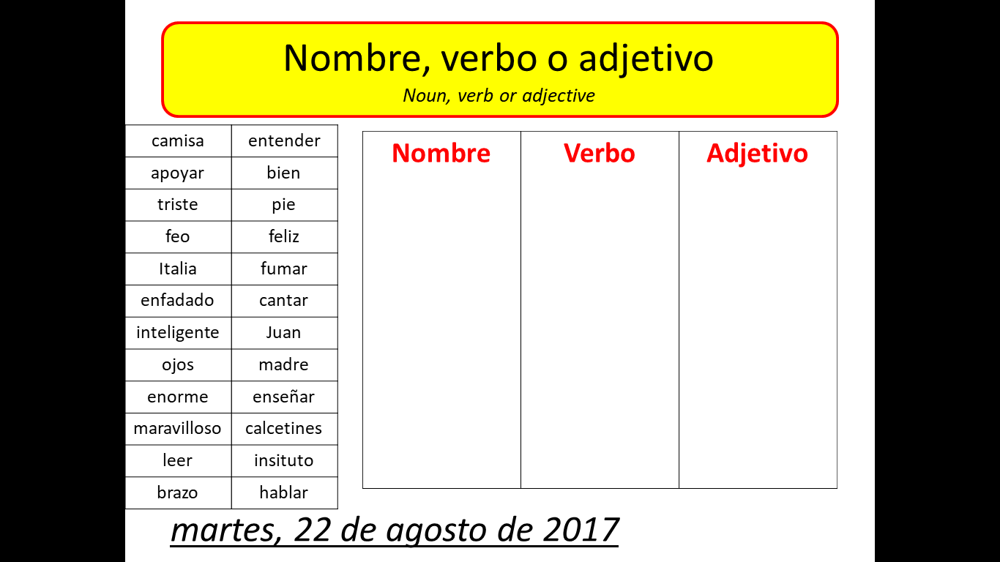 Nombre, verbo o adjetivo
Noun, verb or adjective
camisa entender
apoyar bien
triste pie
feo feliz
Italia fumar
enfadado cantar
inteligente Juan
ojos madre
enorme enseñar
maravilloso calcetines
leer insituto
brazo hablar
Nombre Verbo Adjetivo
martes, 22 de agosto de 2017